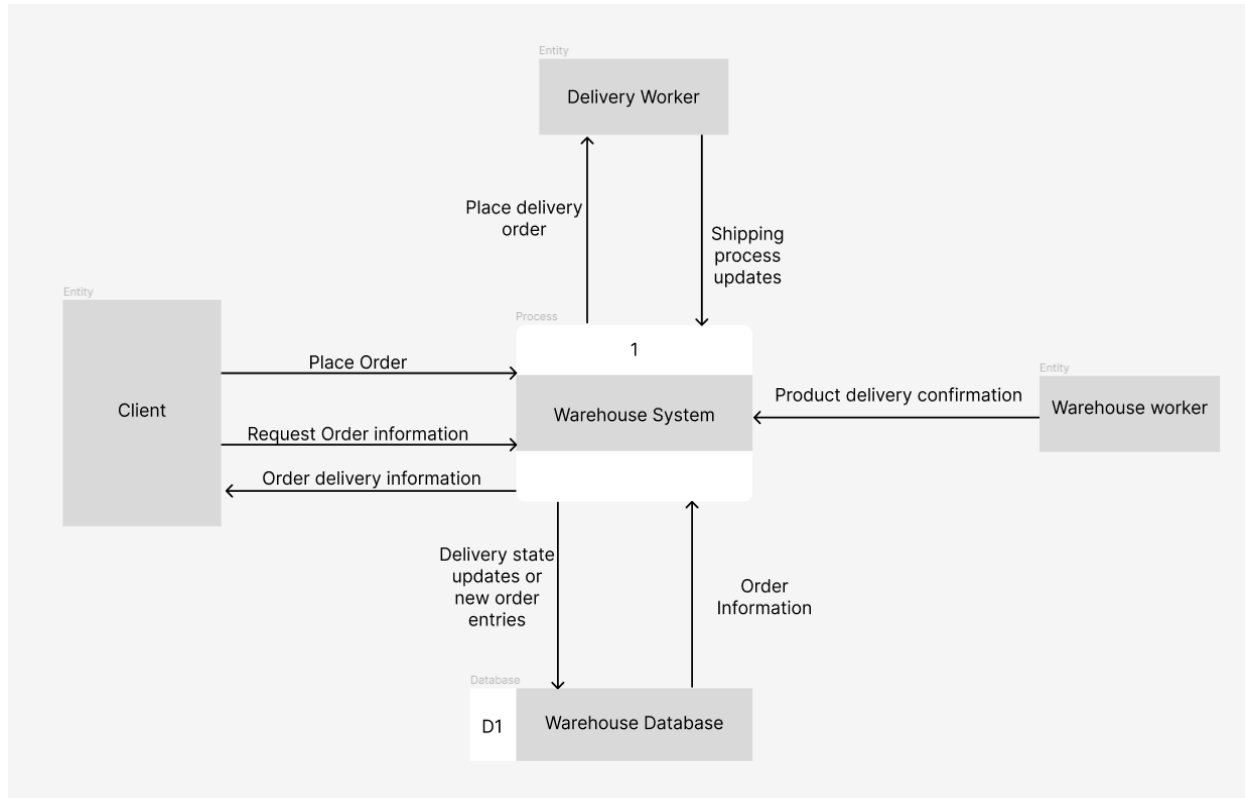 Entity
Delivery Worker
Place delivery
order
Shipping
process
updates
Entity
Client
Process
1
Warehouse System
Place Order
Request Order information
Order delivery information
Product delivery confirmation
Entity
Warehouse worker
Delivery state
updates or
new order
entries
Order
Information
Database
D1
Warehouse Database